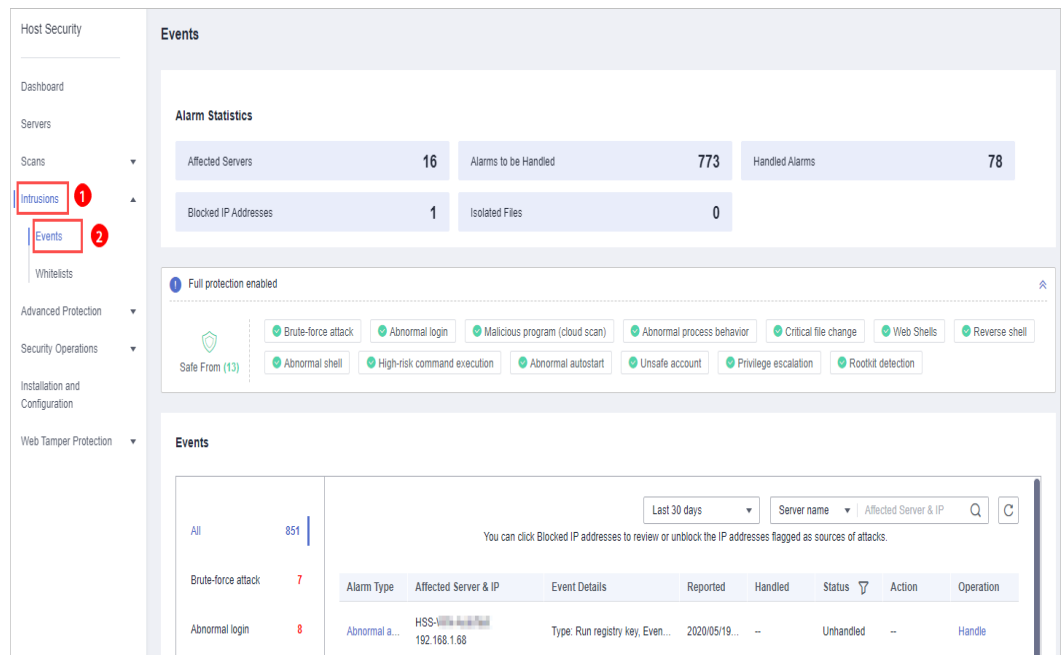 Host Security
Dashboard
Servers
Scans
Intrusions 1
Events 2
Whitelists
Advanced Protection
Security Operations
Installation and
Configuration
Web Tamper Protection
Events
Alarm Statistics
Affected Servers 16 Alarms to be Handled 773 Handled Alarms 78
Blocked IP Addresses 1 Isolated Files 0
Full protection enabled
Safe From (13)
Brute-force attack Abnormal login Malicious program (cloud scan) Abnormal process behavior Critical file change Web Shells Reverse shell
Abnormal shell High-risk command execution Abnormal autostart Unsafe account Privilege escalation Rootkit detection
Events
All 851
Brute-force attack 7
Abnormal login 8
Last 30 days Server name Affected Server & IP
You can click Blocked IP addresses to review or unblock the IP addresses flagged as sources of attacks.
Alarm Type Affected Server & IP Event Details Reported Handled Status Action Operation
Abnormal a... HSS- Type: Run registry key, Even... 2020/05/19... -- Unhandled -- Handle
192.168.1.68